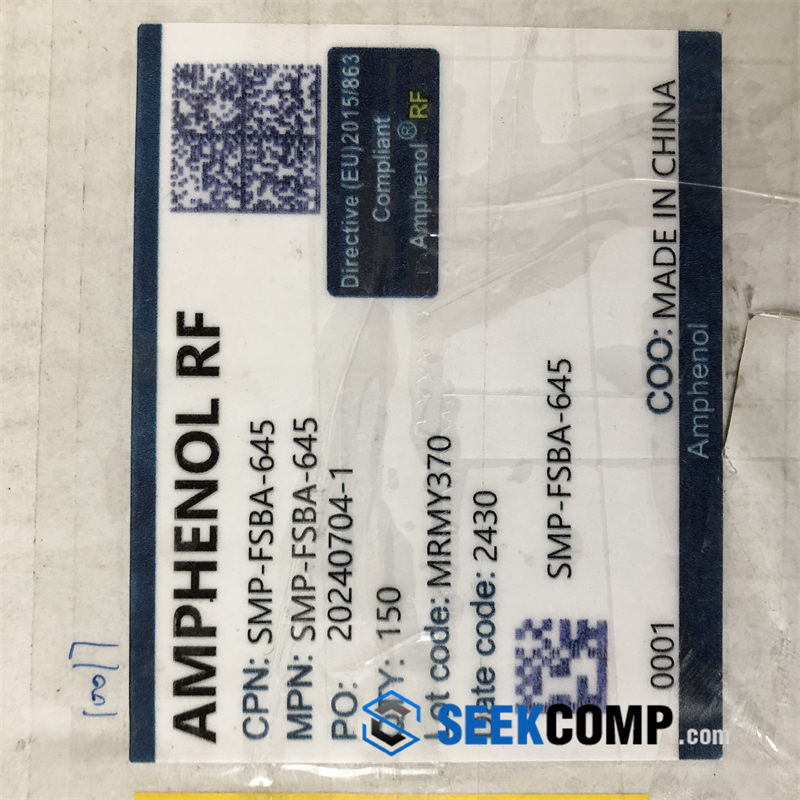 AMPHENOL RF
Directive (EU)2015/863
Compliant
Amphenol® RF
CPN: SMP-FSBA-645
MPN: SMP-FSBA-645
PO: 20240704-1
QTY: 150
Lot code: MRMY370
Date code: 2430
SMP-FSBA-645
0001
COO: MADE IN CHINA
Amphenol
SEEKCOMP.com